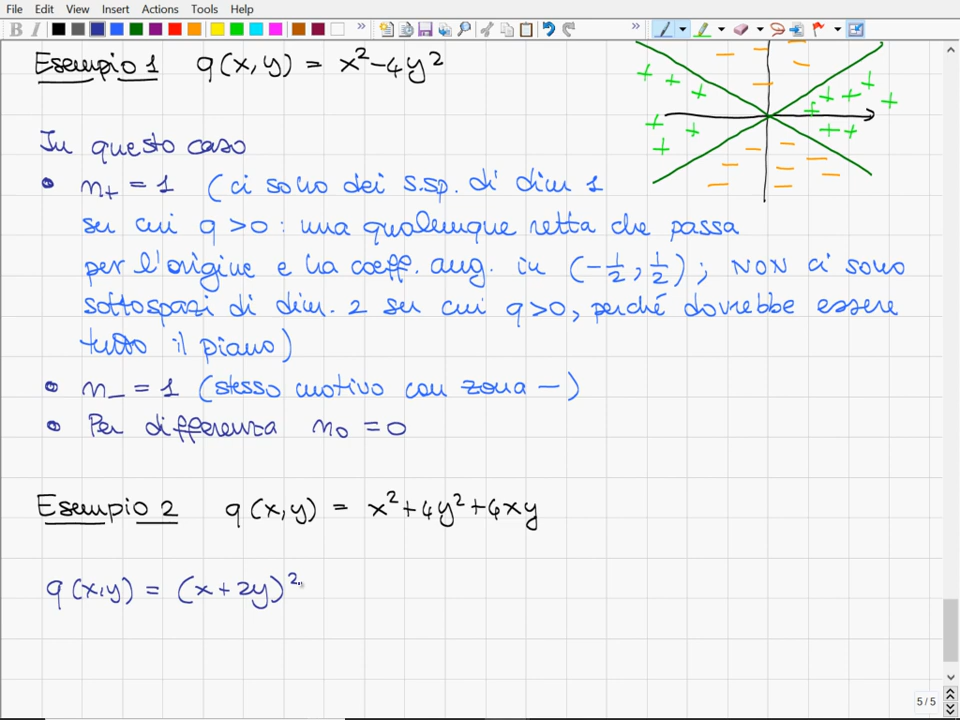 File Edit View Insert Actions Tools Help
B I » »
Esempio 1 q(x,y) = x²-4y²
In questo caso
• n₊ = 1 (ci sono dei s.sp. di dim 1
su cui q>0 : una qualunque retta che passa
per l'origine e ha coeff. ang. in (-1/2, 1/2) ; NON ci sono
sottospazi di dim. 2 su cui q>0, perché dovrebbe essere
tutto il piano)
• n₋ = 1 (stesso motivo con zona -)
• Per differenza n₀ = 0
Esempio 2 q(x,y) = x²+4y²+4xy
q(x,y) = (x+2y)²
5 / 5